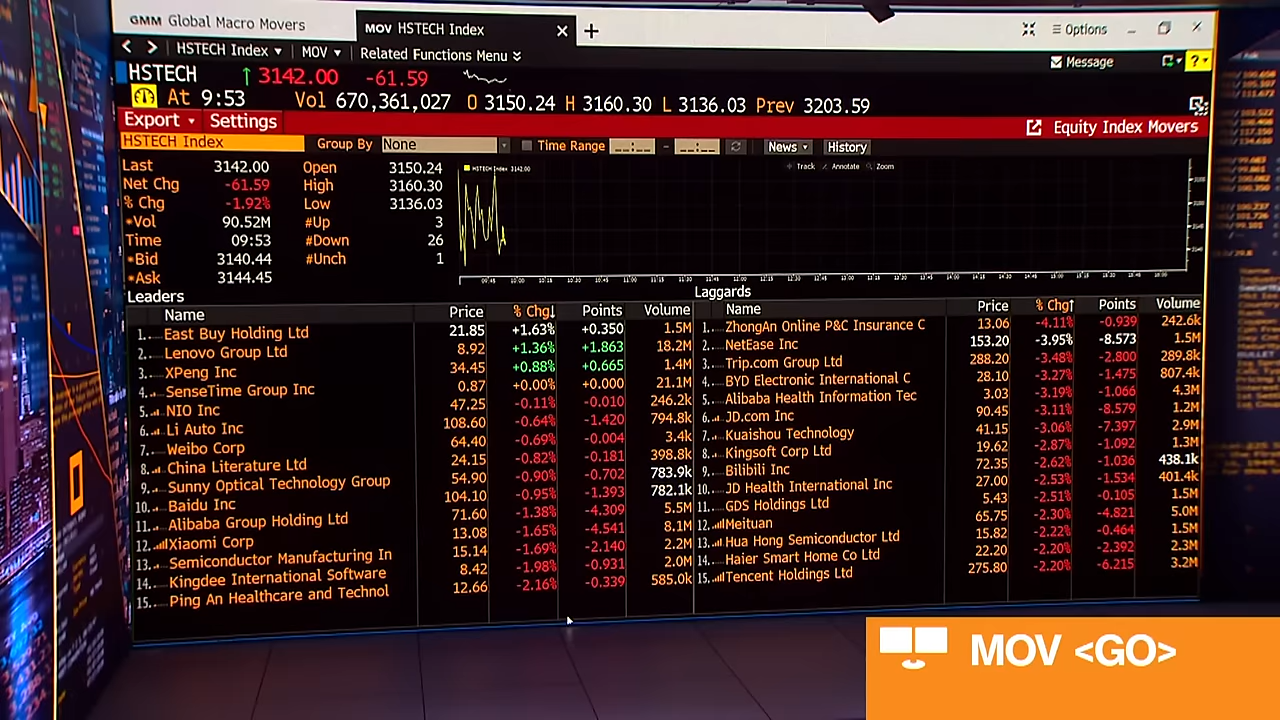 GMM Global Macro Movers
MOV HSTECH Index
Options
HSTECH Index MOV Related Functions Menu
Message
HSTECH ↑ 3142.00 -61.59
At 9:53 Vol 670,361,027 O 3150.24 H 3160.30 L 3136.03 Prev 3203.59
Export Settings Equity Index Movers
HSTECH Index Group By None Time Range News History
Last 3142.00 Open 3150.24
Net Chg -61.59 High 3160.30
% Chg -1.92% Low 3136.03
Vol 90.52M #Up 3
Time 09:53 #Down 26
Bid 3140.44 #Unch 1
Ask 3144.45
HSTECH Index 3142.00
Track Annotate Zoom
Leaders
Name Price % Chg↓ Points Volume
1. East Buy Holding Ltd 21.85 +1.63% +0.350 1.5M
2. Lenovo Group Ltd 8.92 +1.36% +1.863 18.2M
3. XPeng Inc 34.45 +0.88% +0.665 1.4M
4. SenseTime Group Inc 0.87 +0.00% +0.000 21.1M
5. NIO Inc 47.25 -0.11% -0.010 246.2k
6. Li Auto Inc 108.60 -0.64% -1.420 794.8k
7. Weibo Corp 64.40 -0.69% -0.004 3.4k
8. China Literature Ltd 24.15 -0.82% -0.181 398.8k
9. Sunny Optical Technology Group 54.90 -0.90% -0.702 783.9k
10. Baidu Inc 104.10 -0.95% -1.393 782.1k
11. Alibaba Group Holding Ltd 71.60 -1.38% -4.309 5.5M
12. Xiaomi Corp 13.08 -1.65% -4.541 8.1M
13. Semiconductor Manufacturing In 15.14 -1.69% -2.140 2.2M
14. Kingdee International Software 8.42 -1.98% -0.931 2.0M
15. Ping An Healthcare and Technol 12.66 -2.16% -0.339 585.0k
Laggards
Name Price % Chg↑ Points Volume
1. ZhongAn Online P&C Insurance C 13.06 -4.11% -0.939 242.6k
2. NetEase Inc 153.20 -3.95% -8.573 1.5M
3. Trip.com Group Ltd 288.20 -3.48% -2.800 289.8k
4. BYD Electronic International C 28.10 -3.27% -1.475 807.4k
5. Alibaba Health Information Tec 3.03 -3.19% -1.066 4.3M
6. JD.com Inc 90.45 -3.11% -8.579 1.2M
7. Kuaishou Technology 41.15 -3.06% -7.397 2.9M
8. Kingsoft Corp Ltd 19.62 -2.87% -1.092 1.3M
9. Bilibili Inc 72.35 -2.62% -1.036 438.1k
10. JD Health International Inc 27.00 -2.53% -1.534 401.4k
11. GDS Holdings Ltd 5.43 -2.51% -0.105 1.5M
12. Meituan 65.75 -2.30% -4.821 5.0M
13. Hua Hong Semiconductor Ltd 15.82 -2.22% -0.464 1.5M
14. Haier Smart Home Co Ltd 22.20 -2.20% -2.392 2.3M
15. Tencent Holdings Ltd 275.80 -2.20% -6.215 3.2M
MOV <GO>